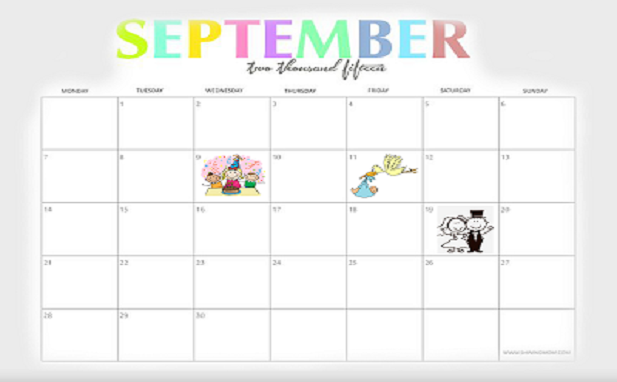 SEPTEMBER
two thousand fifteen
MONDAY TUESDAY WEDNESDAY THURSDAY FRIDAY SATURDAY SUNDAY
1 2 3 4 5 6
7 8 9 10 11 12 13
14 15 16 17 18 19 20
21 22 23 24 25 26 27
28 29 30